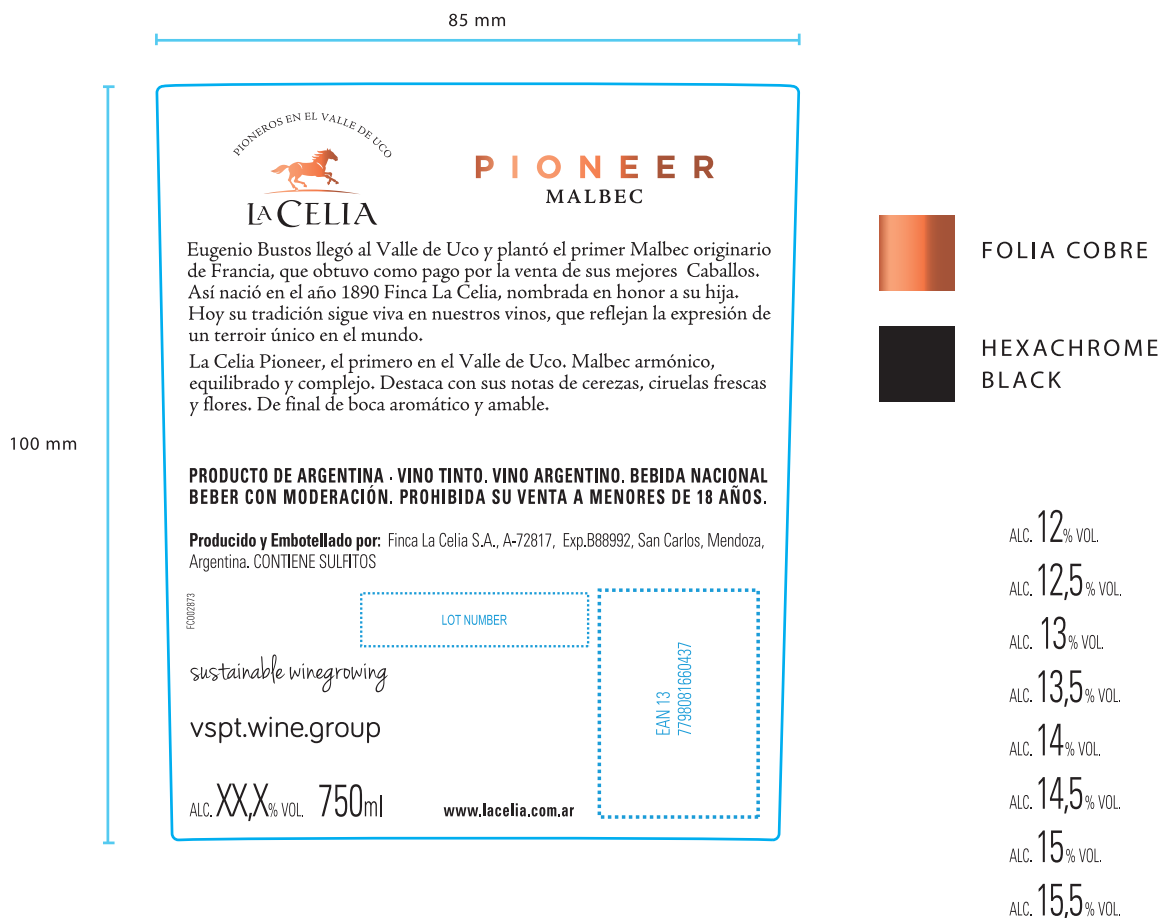 85 mm
100 mm
PIONEROS EN EL VALLE DE UCO
LA CELIA
PIONEER
MALBEC
Eugenio Bustos llegó al Valle de Uco y plantó el primer Malbec originario
de Francia, que obtuvo como pago por la venta de sus mejores Caballos.
Así nació en el año 1890 Finca La Celia, nombrada en honor a su hija.
Hoy su tradición sigue viva en nuestros vinos, que reflejan la expresión de
un terroir único en el mundo.
La Celia Pioneer, el primero en el Valle de Uco. Malbec armónico,
equilibrado y complejo. Destaca con sus notas de cerezas, ciruelas frescas
y flores. De final de boca aromático y amable.
PRODUCTO DE ARGENTINA · VINO TINTO. VINO ARGENTINO. BEBIDA NACIONAL
BEBER CON MODERACIÓN. PROHIBIDA SU VENTA A MENORES DE 18 AÑOS.
Producido y Embotellado por: Finca La Celia S.A., A-72817, Exp.B88992, San Carlos, Mendoza,
Argentina. CONTIENE SULFITOS
FC002873
LOT NUMBER
sustainable winegrowing
vspt.wine.group
ALC. XX,X% VOL. 750ml
www.lacelia.com.ar
EAN 13
7798081660437
FOLIA COBRE
HEXACHROME
BLACK
ALC. 12% VOL.
ALC. 12,5% VOL.
ALC. 13% VOL.
ALC. 13,5% VOL.
ALC. 14% VOL.
ALC. 14,5% VOL.
ALC. 15% VOL.
ALC. 15,5% VOL.